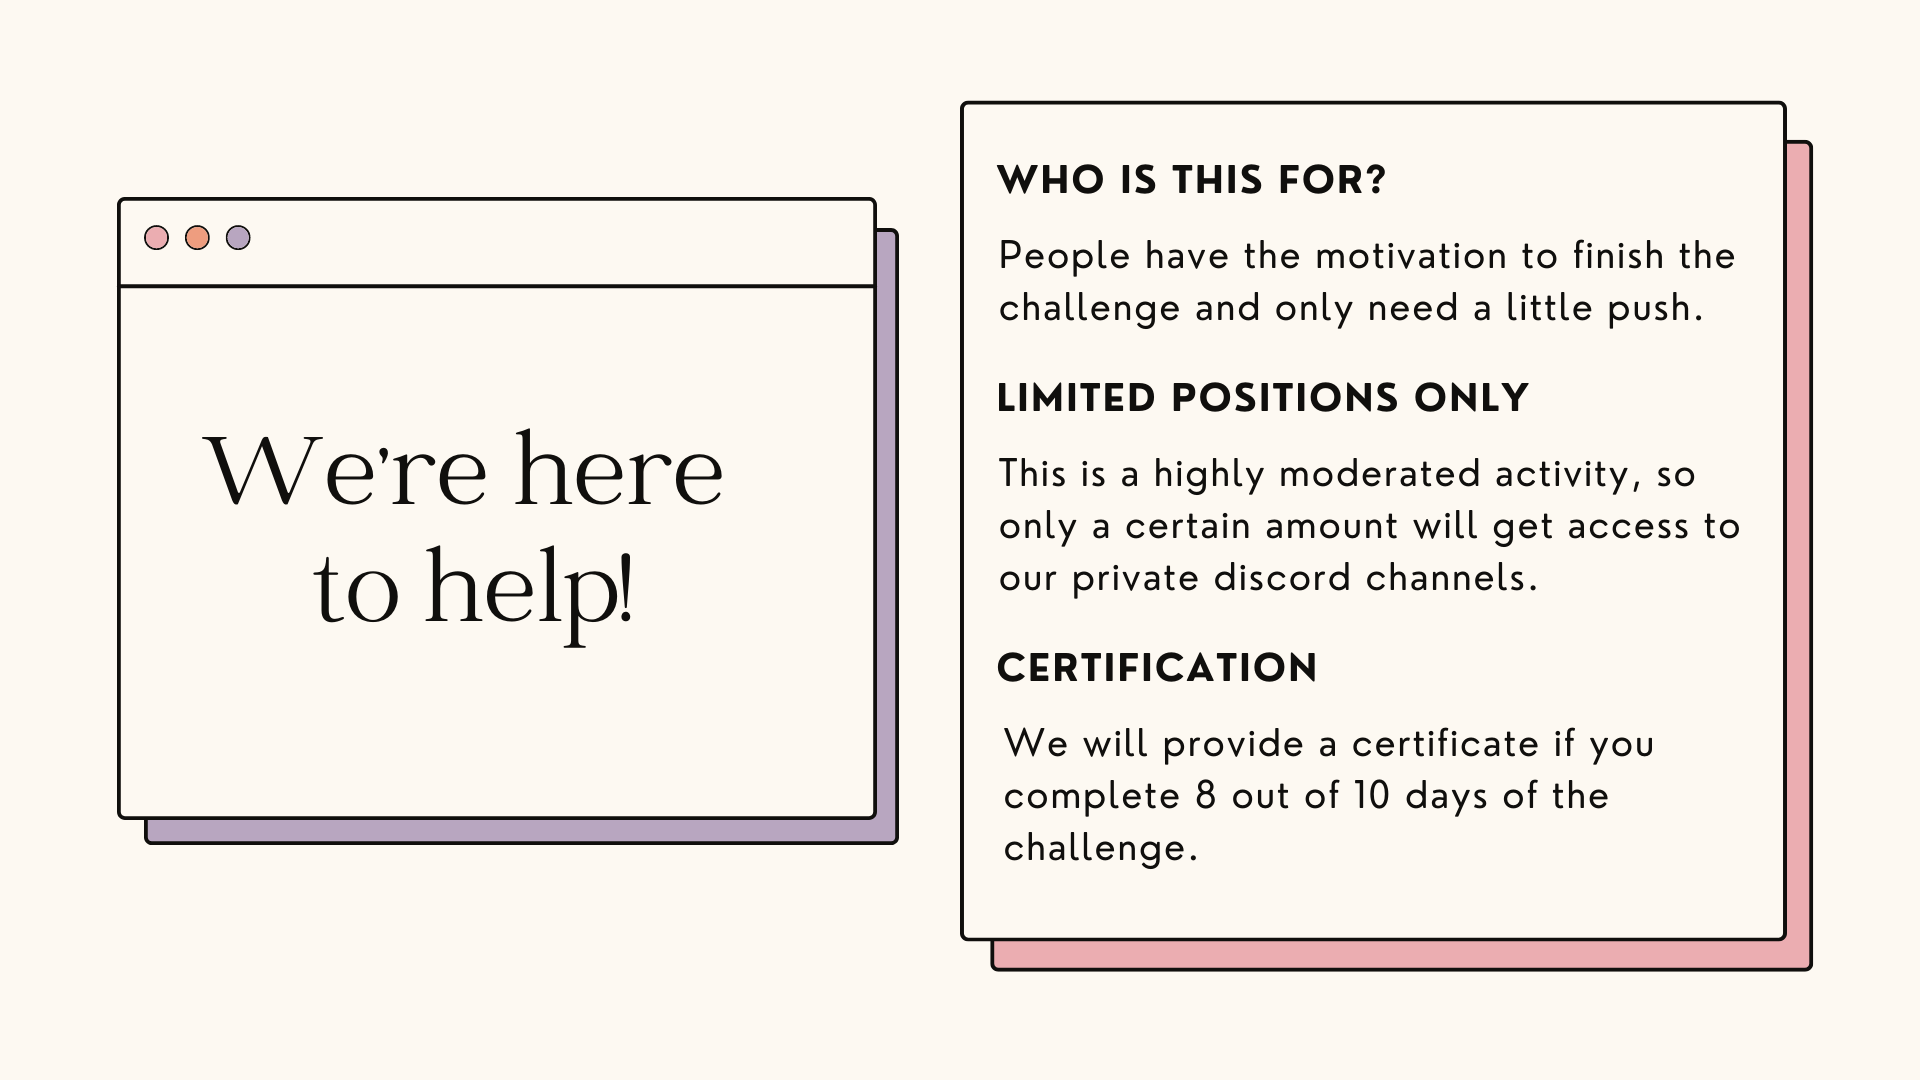 We're here
to help!
WHO IS THIS FOR?
People have the motivation to finish the
challenge and only need a little push.
LIMITED POSITIONS ONLY
This is a highly moderated activity, so
only a certain amount will get access to
our private discord channels.
CERTIFICATION
We will provide a certificate if you
complete 8 out of 10 days of the
challenge.